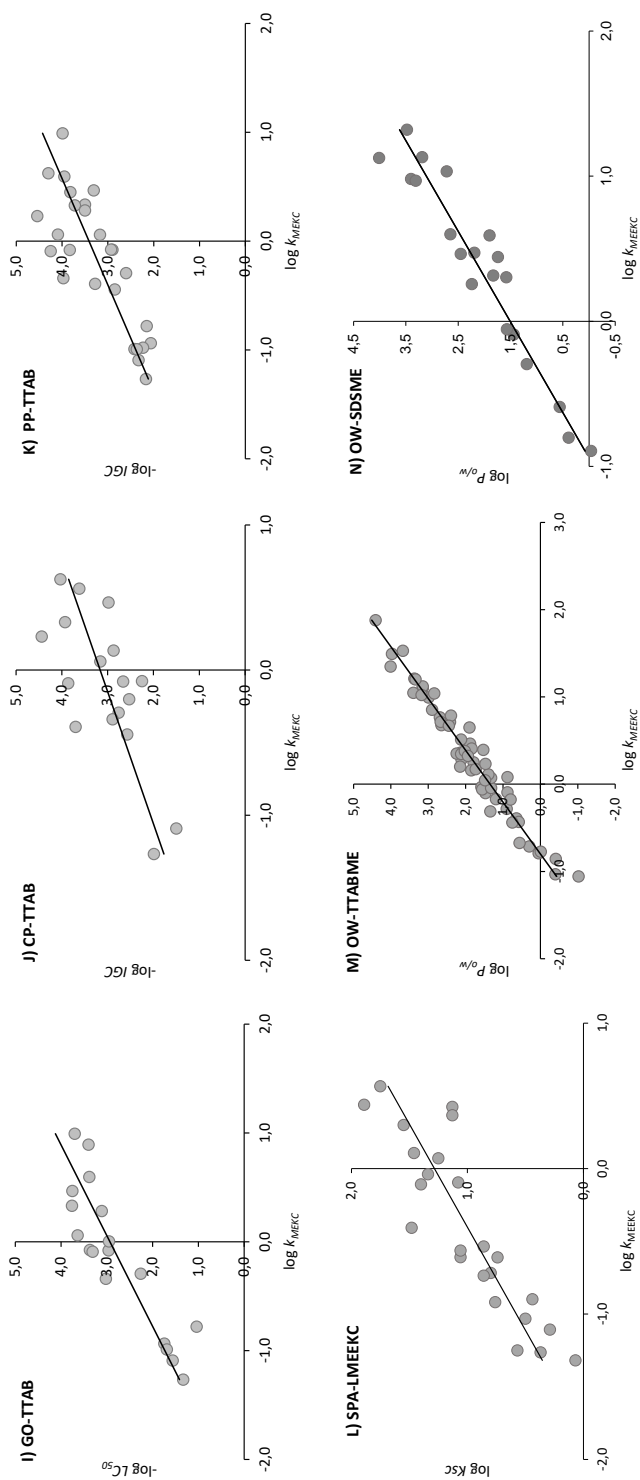 I) GO-TTAB
-log LC50
5,0
4,0
3,0
2,0
1,0
0,0
-2,0 -1,0 0,0 1,0 2,0
log kMEKC
J) CP-TTAB
-log IGC
5,0
4,0
3,0
2,0
1,0
0,0
-2,0 -1,0 0,0 1,0
log kMEKC
K) PP-TTAB
-log IGC
5,0
4,0
3,0
2,0
1,0
0,0
-2,0 -1,0 0,0 1,0 2,0
log kMEKC
L) SPA-LMEEKC
log Ksc
2,0
1,0
0,0
-2,0 -1,0 0,0 1,0
log kMEEKC
M) OW-TTABME
log Po/w
5,0
4,0
3,0
2,0
1,0
0,0
-1,0
-2,0
-2,0 -1,0 0,0 1,0 2,0 3,0
log kMEEKC
N) OW-SDSME
log Po/w
4,5
3,5
2,5
1,5
0,5
-0,5
-1,0 0,0 1,0 2,0
log kMEEKC